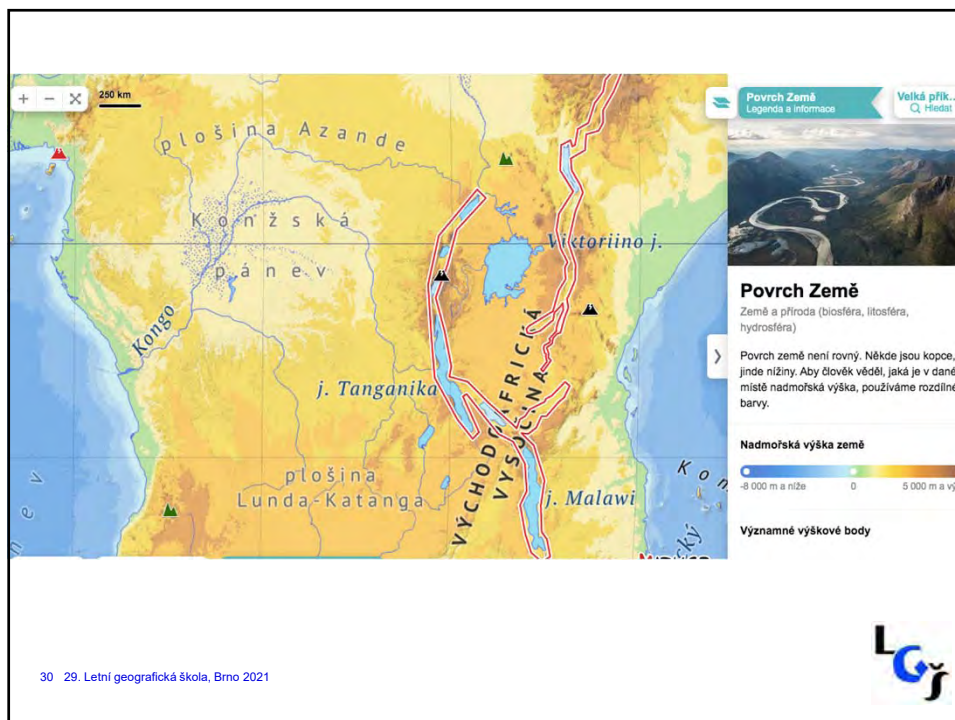 250 km
plošina Azande
Konžská
pánev
Kongo
Viktoriino j.
j. Tanganika
VÝCHODOAFRICKÁ
VYSOČINA
plošina
Lunda-Katanga
j. Malawi
Povrch Země
Legenda a informace
Velká přík...
Hledat
Povrch Země
Země a příroda (biosféra, litosféra,
hydrosféra)
Povrch země není rovný. Někde jsou kopce,
jinde nížiny. Aby člověk věděl, jaká je v dané
místě nadmořská výška, používáme rozdílné
barvy.
Nadmořská výška země
-8 000 m a níže 0 5 000 m a vý
Významné výškové body
30 29. Letní geografická škola, Brno 2021
LGŠ